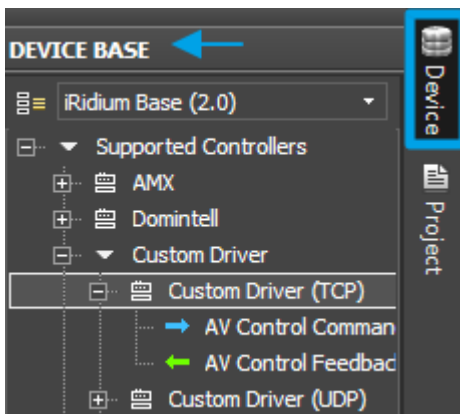 DEVICE BASE
iRidium Base (2.0)
Supported Controllers
AMX
Domintell
Custom Driver
Custom Driver (TCP)
AV Control Comman
AV Control Feedbac
Custom Driver (UDP)
Device
Project